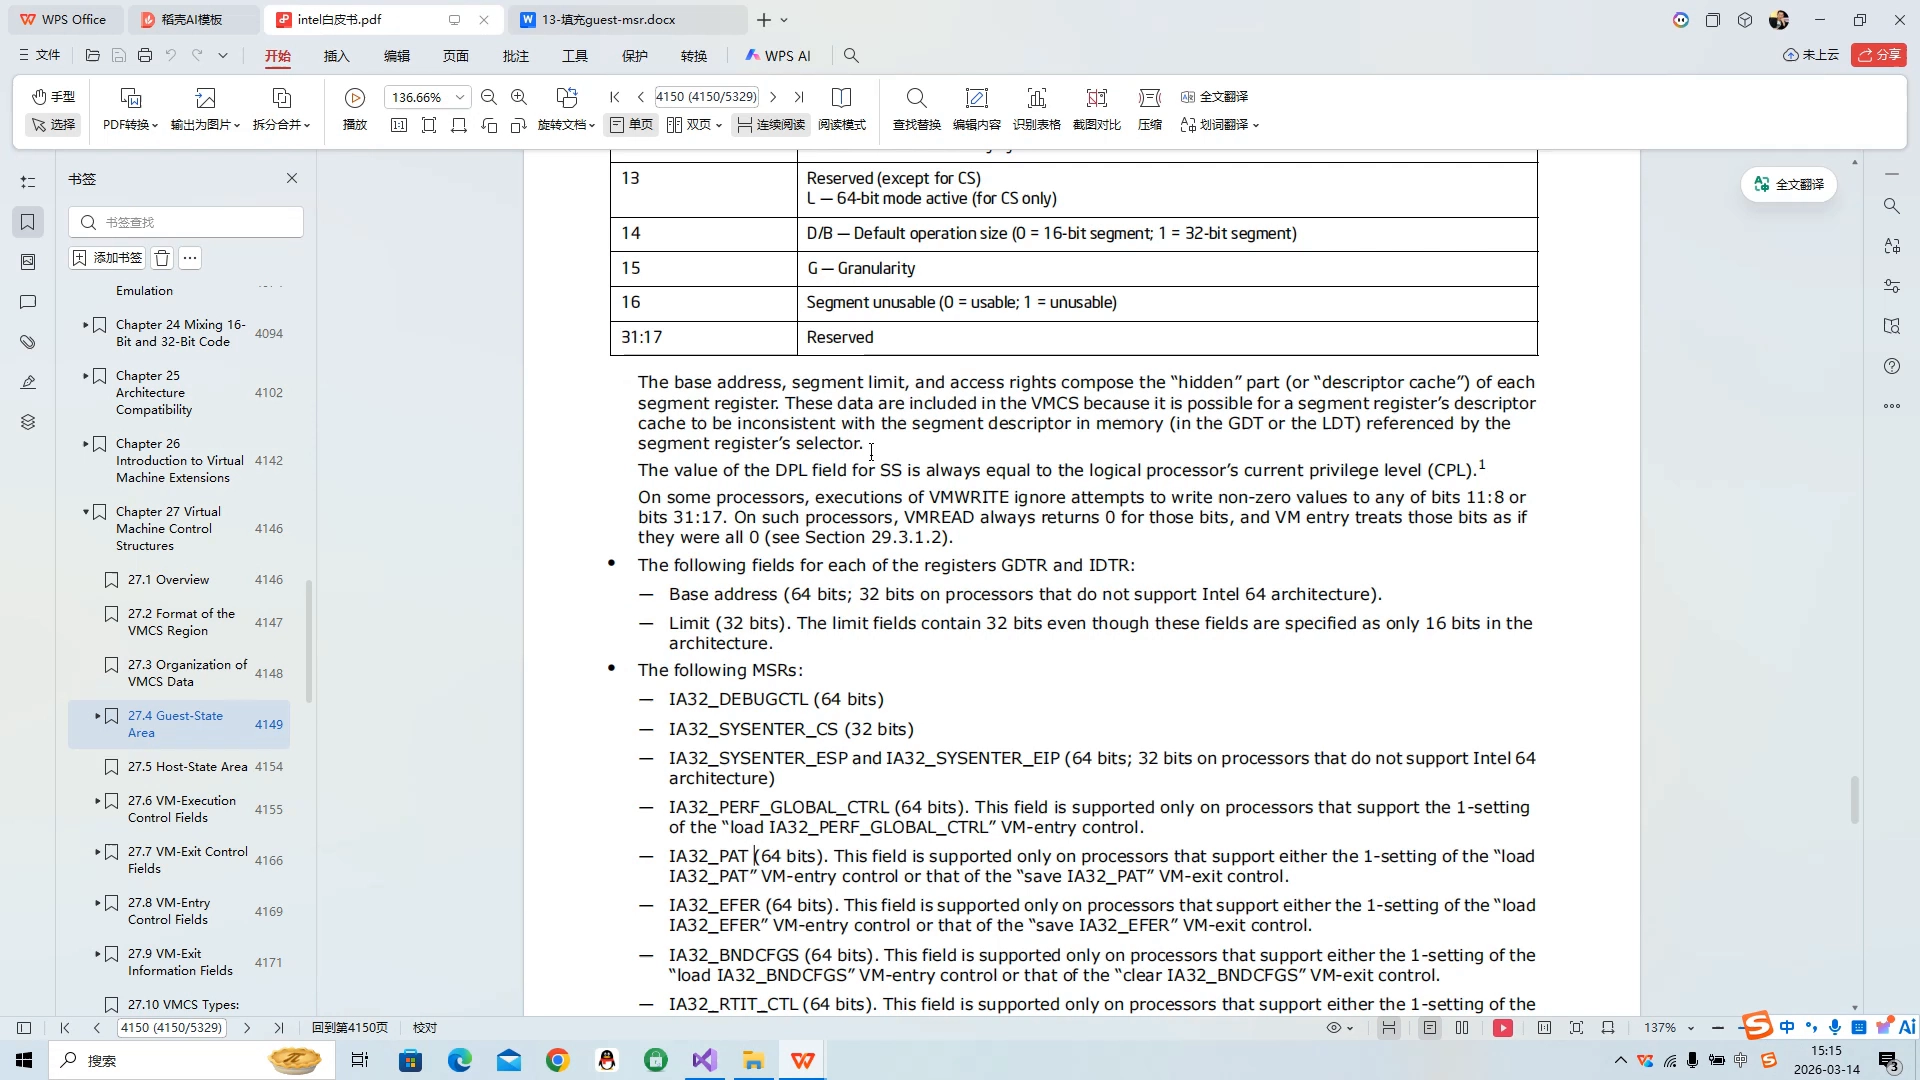 WPS Office
稻壳AI模板
intel白皮书.pdf
13-填充guest-msr.docx
文件
开始
插入
编辑
页面
批注
工具
保护
转换
WPS AI
未上云
分享
手型
选择
PDF转换
输出为图片
拆分合并
播放
136.66%
旋转文档
4150 (4150/5329)
单页
双页
连续阅读
阅读模式
查找替换
编辑内容
识别表格
截图对比
压缩
全文翻译
划词翻译
书签
书签查找
添加书签
Emulation
Chapter 24 Mixing 16-
Bit and 32-Bit Code
4094
Chapter 25
Architecture
Compatibility
4102
Chapter 26
Introduction to Virtual
Machine Extensions
4142
Chapter 27 Virtual
Machine Control
Structures
4146
27.1 Overview 4146
27.2 Format of the
VMCS Region
4147
27.3 Organization of
VMCS Data
4148
27.4 Guest-State
Area
4149
27.5 Host-State Area 4154
27.6 VM-Execution
Control Fields
4155
27.7 VM-Exit Control
Fields
4166
27.8 VM-Entry
Control Fields
4169
27.9 VM-Exit
Information Fields
4171
27.10 VMCS Types:
全文翻译
13 Reserved (except for CS)
L — 64-bit mode active (for CS only)
14 D/B — Default operation size (0 = 16-bit segment; 1 = 32-bit segment)
15 G — Granularity
16 Segment unusable (0 = usable; 1 = unusable)
31:17 Reserved
The base address, segment limit, and access rights compose the “hidden” part (or “descriptor cache”) of each
segment register. These data are included in the VMCS because it is possible for a segment register’s descriptor
cache to be inconsistent with the segment descriptor in memory (in the GDT or the LDT) referenced by the
segment register’s selector.
The value of the DPL field for SS is always equal to the logical processor’s current privilege level (CPL).1
On some processors, executions of VMWRITE ignore attempts to write non-zero values to any of bits 11:8 or
bits 31:17. On such processors, VMREAD always returns 0 for those bits, and VM entry treats those bits as if
they were all 0 (see Section 29.3.1.2).
• The following fields for each of the registers GDTR and IDTR:
— Base address (64 bits; 32 bits on processors that do not support Intel 64 architecture).
— Limit (32 bits). The limit fields contain 32 bits even though these fields are specified as only 16 bits in the
architecture.
• The following MSRs:
— IA32_DEBUGCTL (64 bits)
— IA32_SYSENTER_CS (32 bits)
— IA32_SYSENTER_ESP and IA32_SYSENTER_EIP (64 bits; 32 bits on processors that do not support Intel 64
architecture)
— IA32_PERF_GLOBAL_CTRL (64 bits). This field is supported only on processors that support the 1-setting
of the “load IA32_PERF_GLOBAL_CTRL” VM-entry control.
— IA32_PAT (64 bits). This field is supported only on processors that support either the 1-setting of the “load
IA32_PAT” VM-entry control or that of the “save IA32_PAT” VM-exit control.
— IA32_EFER (64 bits). This field is supported only on processors that support either the 1-setting of the “load
IA32_EFER” VM-entry control or that of the “save IA32_EFER” VM-exit control.
— IA32_BNDCFGS (64 bits). This field is supported only on processors that support either the 1-setting of the
“load IA32_BNDCFGS” VM-entry control or that of the “clear IA32_BNDCFGS” VM-exit control.
— IA32_RTIT_CTL (64 bits). This field is supported only on processors that support either the 1-setting of the
4150 (4150/5329)
回到第4150页
校对
137%
中
Ai
搜索
中
15:15
2026-03-14
3